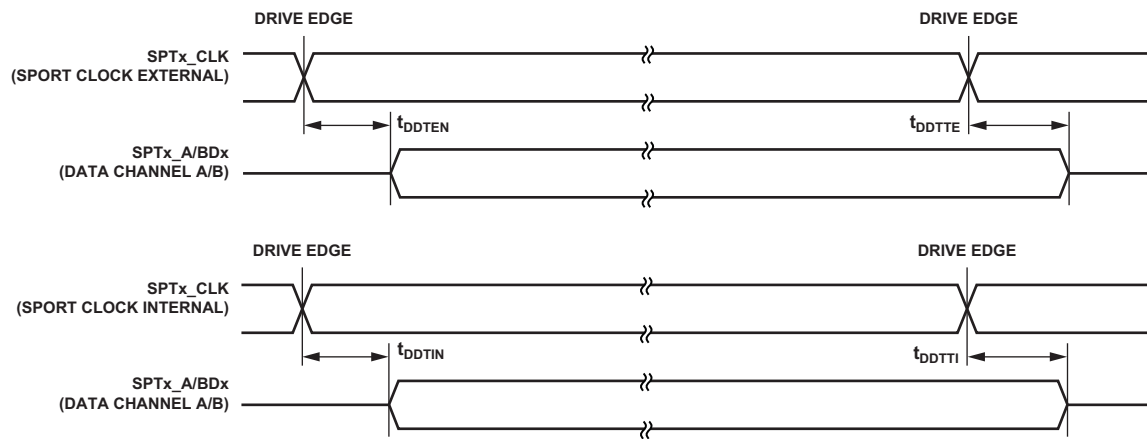 DRIVE EDGE DRIVE EDGE
SPTx_CLK
(SPORT CLOCK EXTERNAL)
tDDTEN tDDTTE
SPTx_A/BDx
(DATA CHANNEL A/B)
DRIVE EDGE DRIVE EDGE
SPTx_CLK
(SPORT CLOCK INTERNAL)
tDDTIN tDDTTI
SPTx_A/BDx
(DATA CHANNEL A/B)